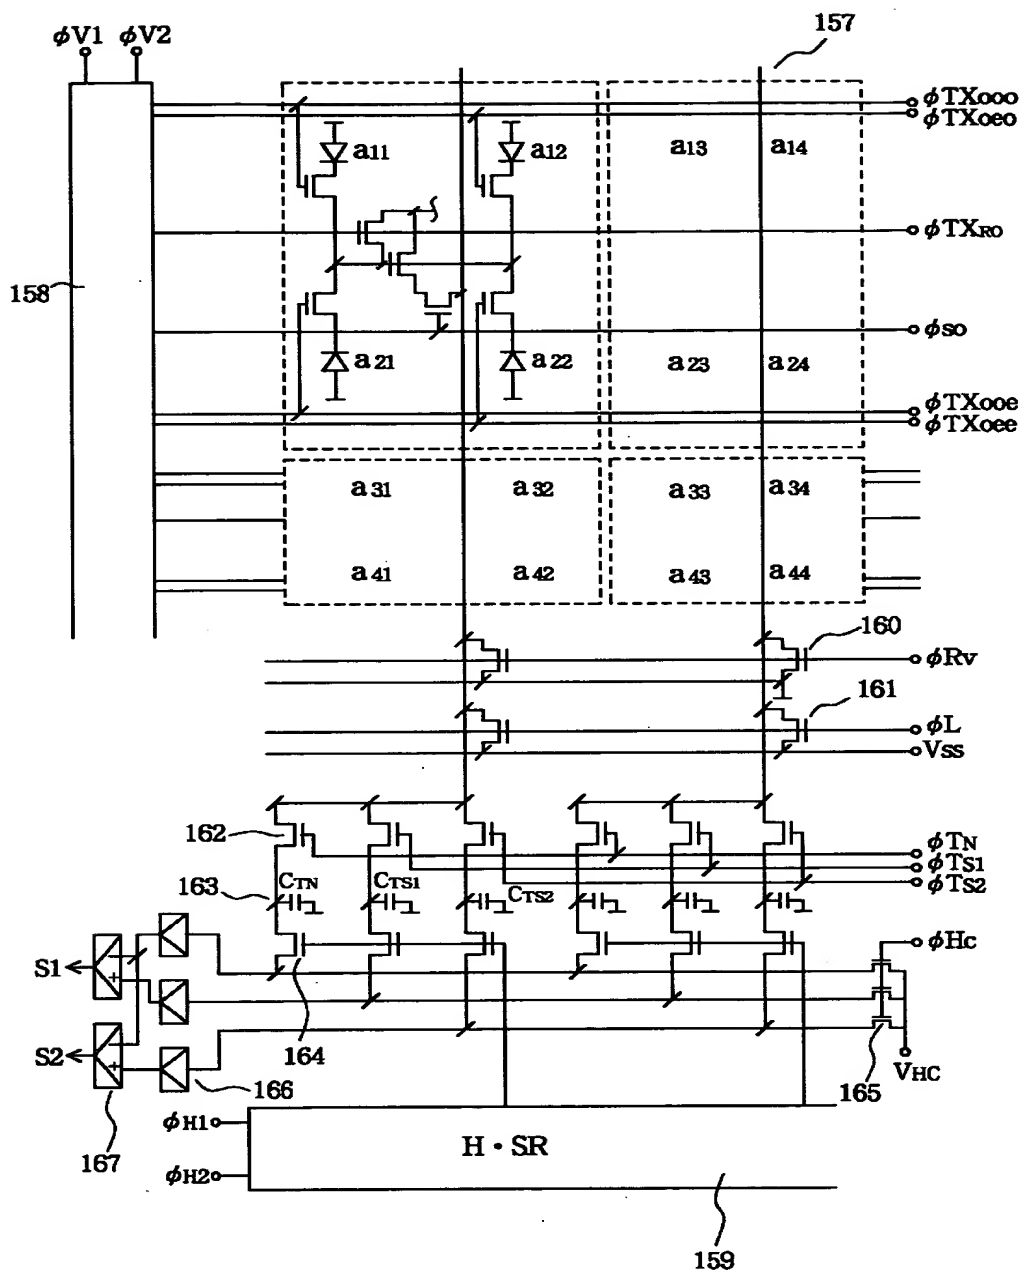 157
φV1 φV2
φTXOOO
φTXOEO
a11 a12 a13 a14
φTXRO
158
φSO
a21 a22 a23 a24
φTXOOE
φTXOEE
a31 a32 a33 a34
a41 a42 a43 a44
160
φRV
161
φL
VSS
162
φTN
φTS1
φTS2
163 CTN CTS1 CTS2
φHC
S1
S2
164
VHC
166 165
167
φH1
H・SR
φH2
159